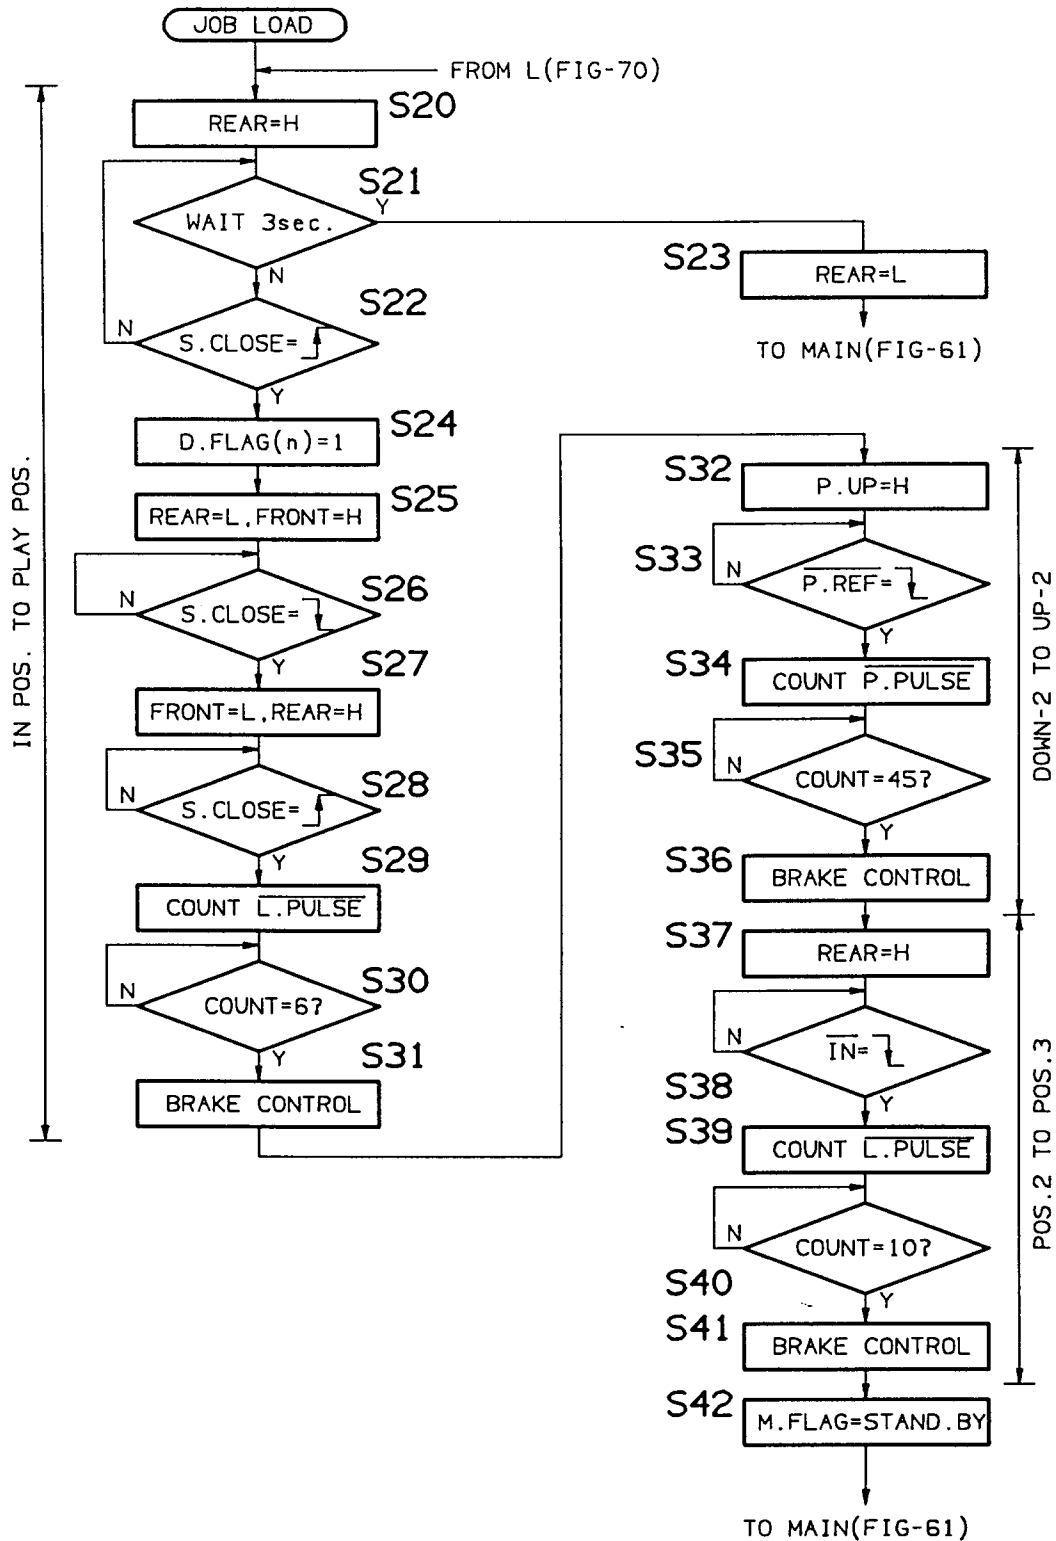 JOB LOAD
FROM L(FIG-70)
S20
REAR=H
S21
WAIT 3sec.
Y
N
S22
S.CLOSE=
N
Y
S23
REAR=L
TO MAIN(FIG-61)
S24
D.FLAG(n)=1
S25
REAR=L,FRONT=H
S26
S.CLOSE=
N
Y
S27
FRONT=L,REAR=H
S28
S.CLOSE=
N
Y
S29
COUNT L.PULSE
S30
COUNT=6?
N
Y
S31
BRAKE CONTROL
IN POS. TO PLAY POS.
S32
P.UP=H
S33
P.REF=
N
Y
S34
COUNT P.PULSE
S35
COUNT=45?
N
Y
S36
BRAKE CONTROL
DOWN-2 TO UP-2
S37
REAR=H
IN=
N
S38
Y
S39
COUNT L.PULSE
COUNT=10?
N
S40
Y
S41
BRAKE CONTROL
POS.2 TO POS.3
S42
M.FLAG=STAND.BY
TO MAIN(FIG-61)